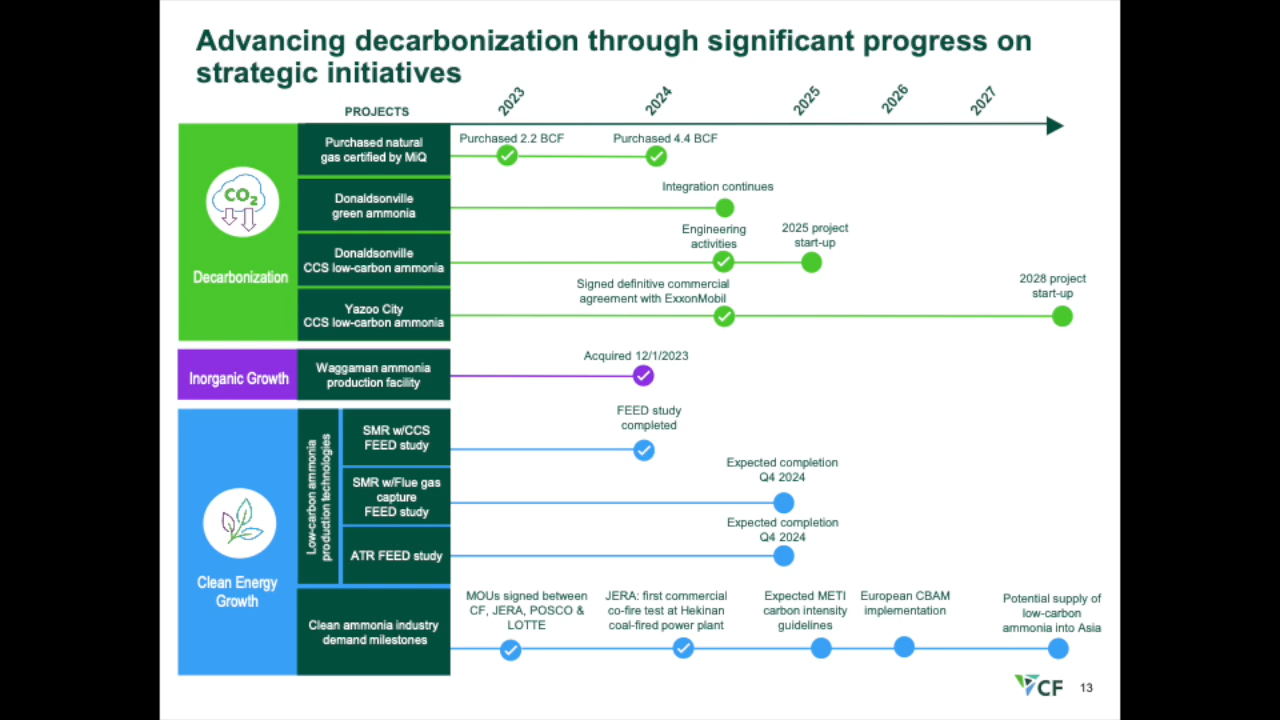 Advancing decarbonization through significant progress on
strategic initiatives
PROJECTS
2023
2024
2025
2026
2027
CO2
Decarbonization
Purchased natural
gas certified by MiQ
Purchased 2.2 BCF
Purchased 4.4 BCF
Donaldsonville
green ammonia
Integration continues
Donaldsonville
CCS low-carbon ammonia
Engineering
activities
2025 project
start-up
Yazoo City
CCS low-carbon ammonia
Signed definitive commercial
agreement with ExxonMobil
2028 project
start-up
Inorganic Growth
Waggaman ammonia
production facility
Acquired 12/1/2023
Clean Energy
Growth
Low-carbon ammonia
production technologies
SMR w/CCS
FEED study
FEED study
completed
SMR w/Flue gas
capture
FEED study
Expected completion
Q4 2024
ATR FEED study
Expected completion
Q4 2024
Clean ammonia industry
demand milestones
MOUs signed between
CF, JERA, POSCO &
LOTTE
JERA: first commercial
co-fire test at Hekinan
coal-fired power plant
Expected METI
carbon intensity
guidelines
European CBAM
implementation
Potential supply of
low-carbon
ammonia into Asia
CF
13